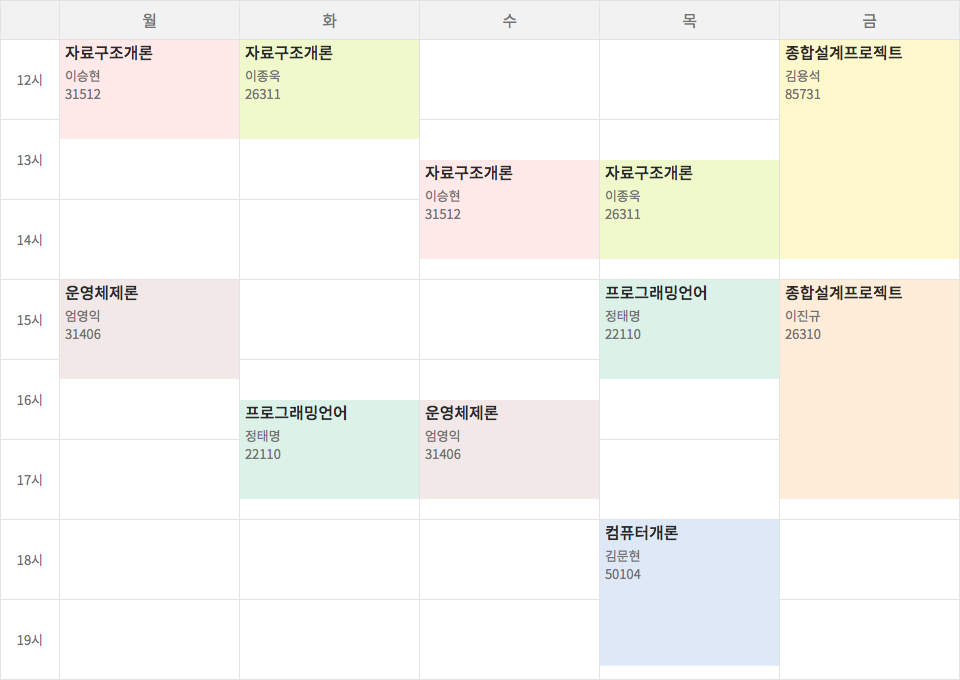 월
화
수
목
금
12시
13시
14시
15시
16시
17시
18시
19시
자료구조개론
이승현
31512
운영체제론
엄영익
31406
자료구조개론
이종욱
26311
프로그래밍언어
정태명
22110
자료구조개론
이승현
31512
운영체제론
엄영익
31406
자료구조개론
이종욱
26311
프로그래밍언어
정태명
22110
컴퓨터개론
김문현
50104
종합설계프로젝트
김용석
85731
종합설계프로젝트
이진규
26310